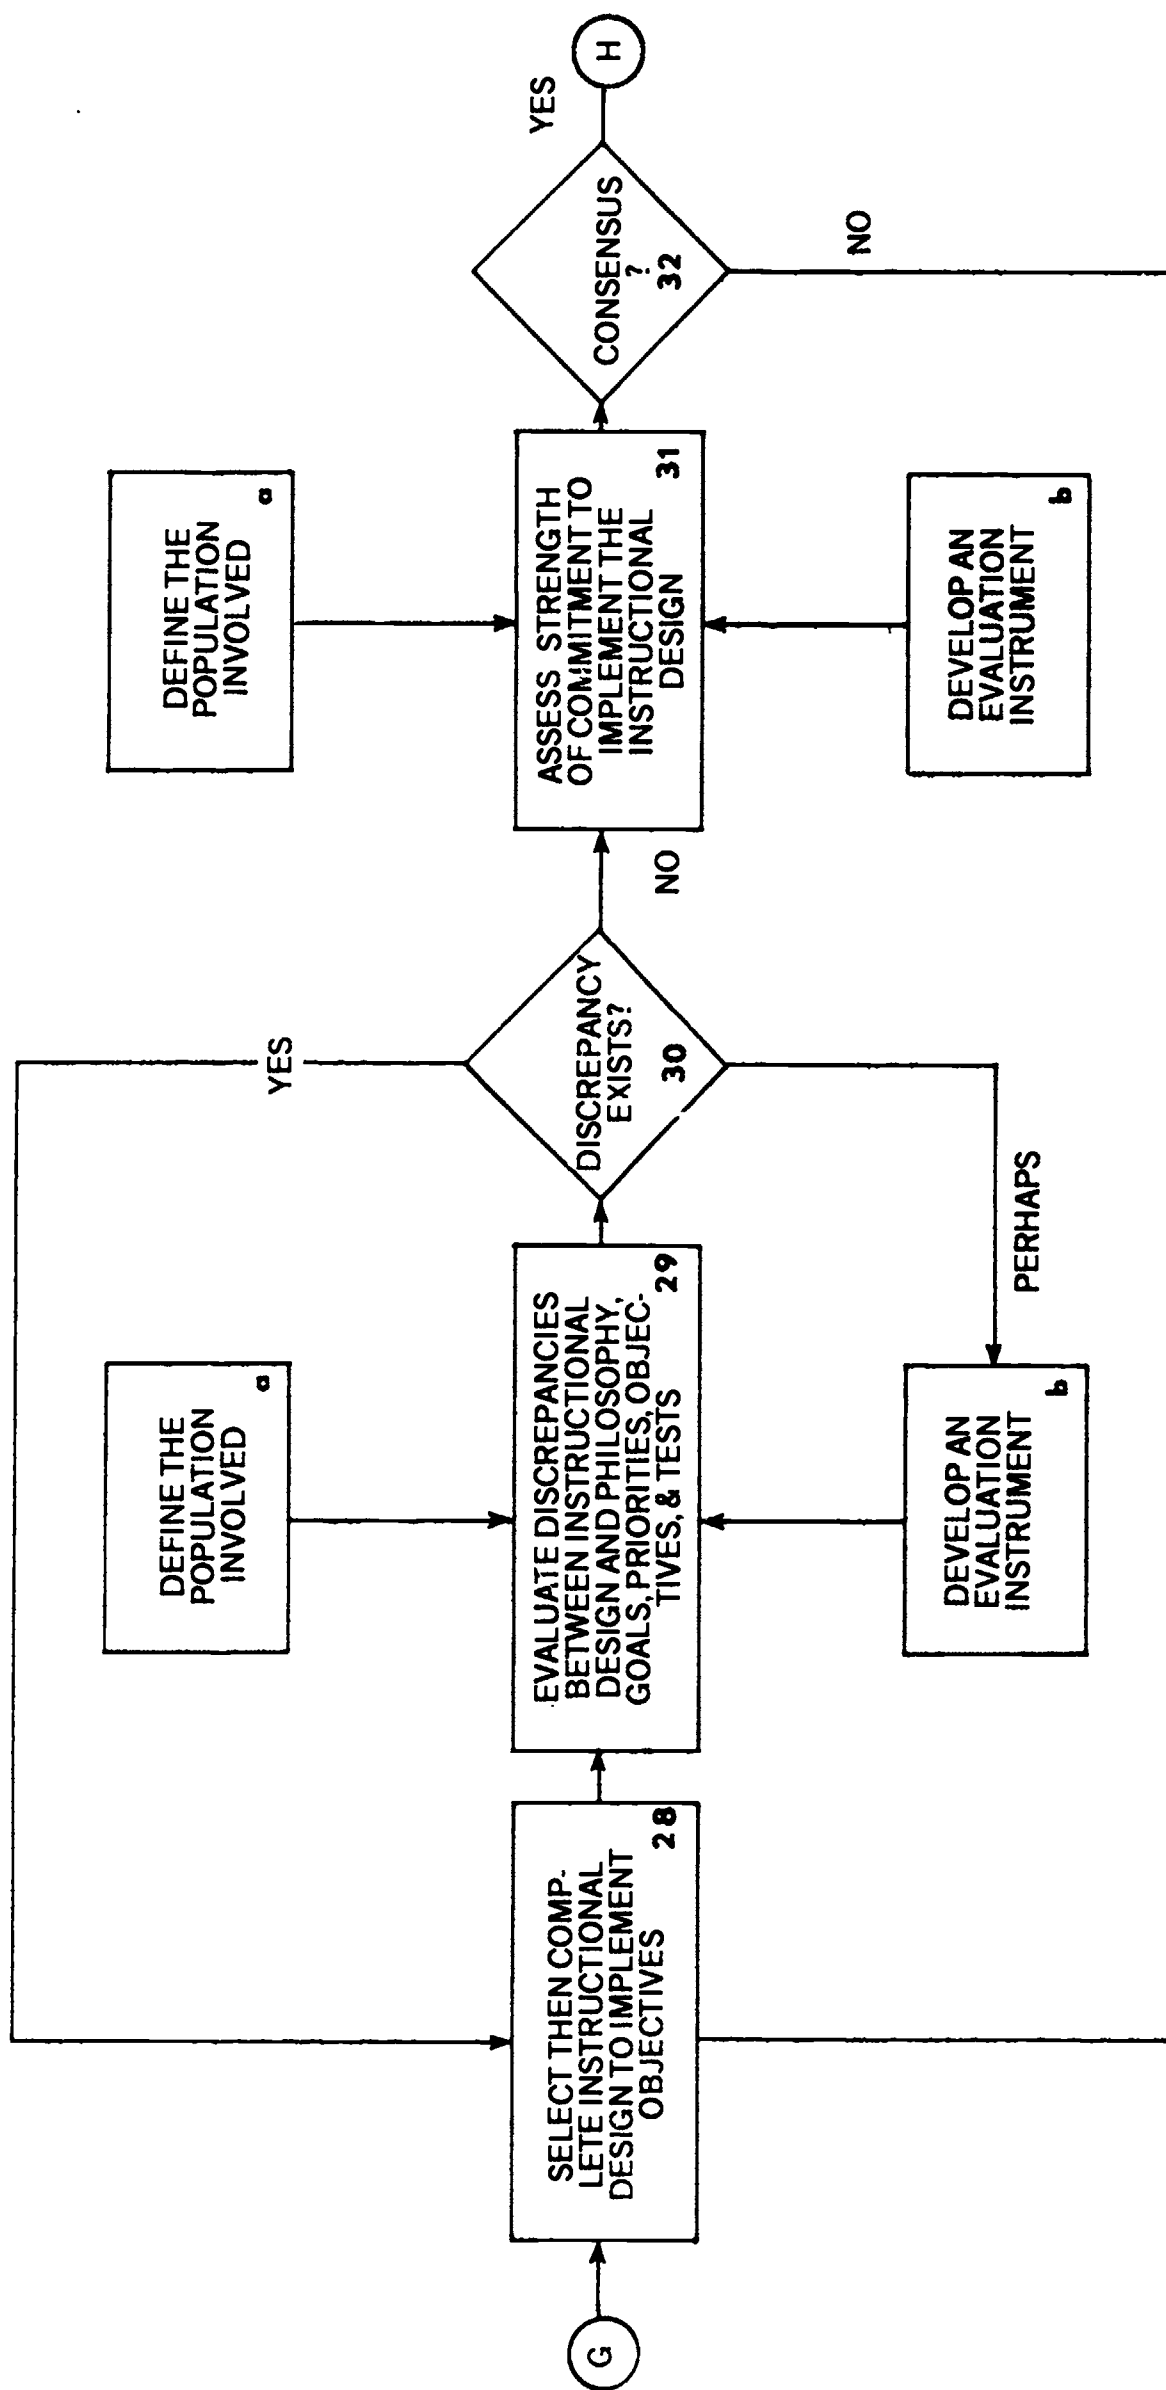 G
SELECT THEN COMP-
LETE INSTRUCTIONAL
DESIGN TO IMPLEMENT
OBJECTIVES
28
DEFINE THE
POPULATION
INVOLVED
a
EVALUATE DISCREPANCIES
BETWEEN INSTRUCTIONAL
DESIGN AND PHILOSOPHY,
GOALS, PRIORITIES, OBJEC-
TIVES, & TESTS
29
DEVELOP AN
EVALUATION
INSTRUMENT
b
YES
DISCREPANCY
EXISTS?
30
PERHAPS
NO
DEFINE THE
POPULATION
INVOLVED
a
ASSESS STRENGTH
OF COMMITMENT TO
IMPLEMENT THE
INSTRUCTIONAL
DESIGN
31
DEVELOP AN
EVALUATION
INSTRUMENT
b
CONSENSUS
?
32
NO
YES
H